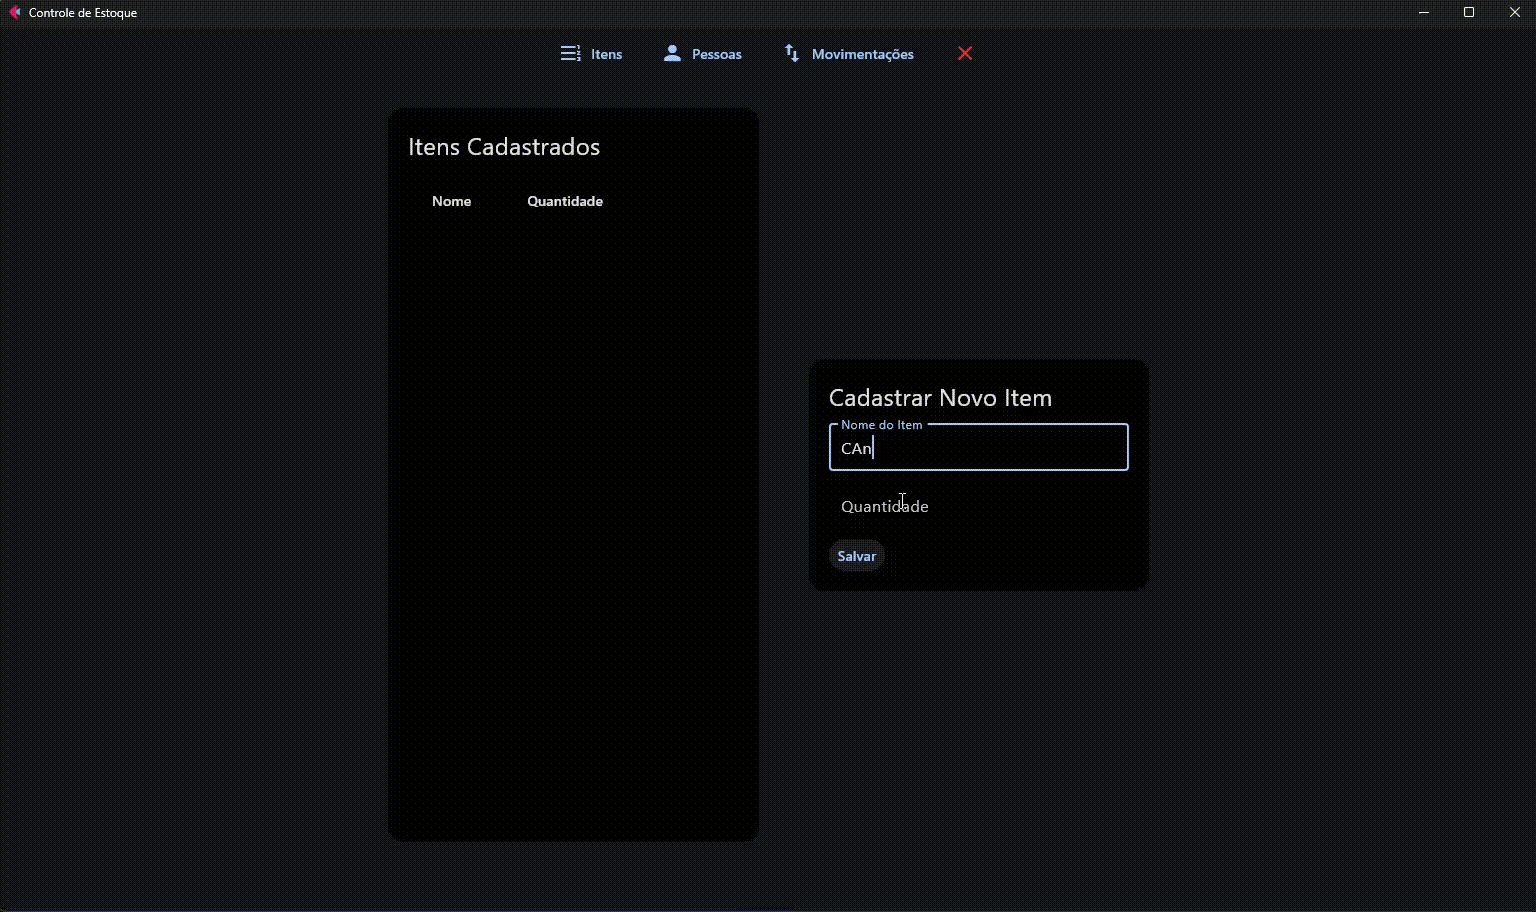 Controle de Estoque
Itens Pessoas Movimentações
Itens Cadastrados
Nome Quantidade
Cadastrar Novo Item
Nome do Item
CAn
Quantidade
Salvar